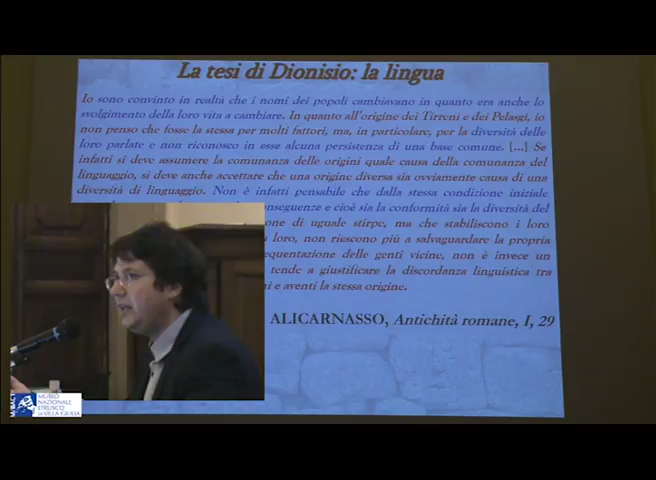 La tesi di Dionisio: la lingua
Io sono convinto in realtà che i nomi dei popoli cambiavano in quanto era anche lo
svolgimento della loro vita a cambiare. In quanto all'origine dei Tirreni e dei Pelasgi, io
non penso che fosse la stessa per molti fattori, ma, in particolare, per la diversità delle
loro parlate e non riconosco in esse alcuna persistenza di una base comune. [...] Se
infatti si deve assumere la comunanza delle origini quale causa della comunanza del
linguaggio, si deve anche accettare che una origine diversa sia ovviamente causa di una
diversità di linguaggio. Non è infatti pensabile che dalla stessa condizione iniziale
nseguenze e cioè sia la conformità sia la diversità del
one di uguale stirpe, ma che stabiliscono i loro
loro, non riescono più a salvaguardare la propria
equentazione delle genti vicine, non è invece un
tende a giustificare la discordanza linguistica tra
i e aventi la stessa origine.
ALICARNASSO, Antichità romane, I, 29
MiBACT
MUSEO
NAZIONALE
ETRUSCO
DI VILLA GIULIA